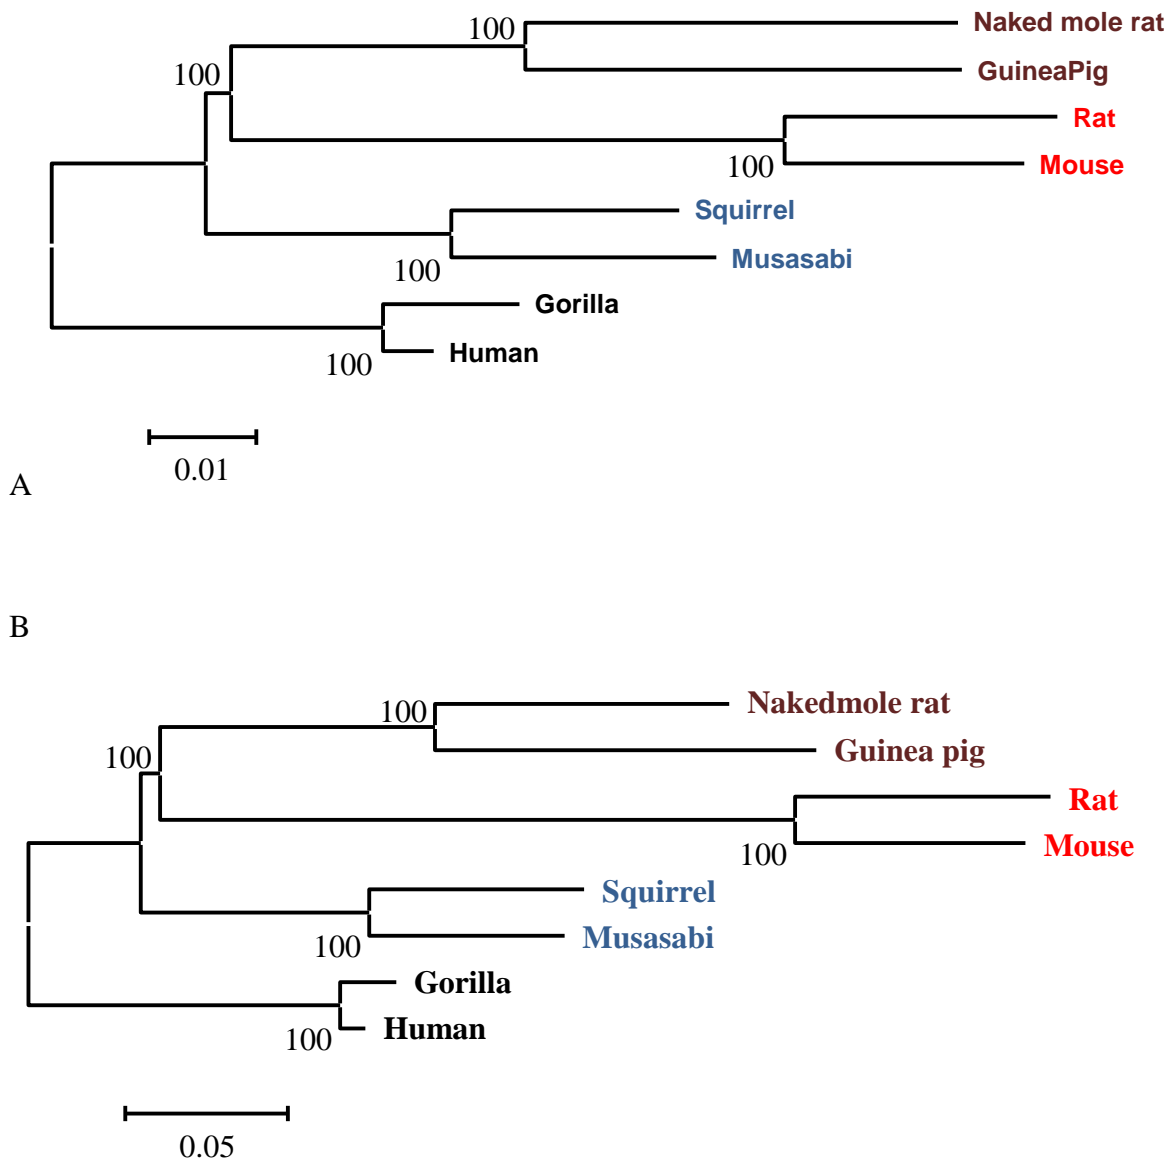 100
Naked mole rat
GuineaPig
100
Rat
100
Mouse
Squirrel
100
Musasabi
Gorilla
100
Human
0.01
A
B
100
Nakedmole rat
Guinea pig
100
Rat
100
Mouse
Squirrel
100
Musasabi
Gorilla
100
Human
0.05